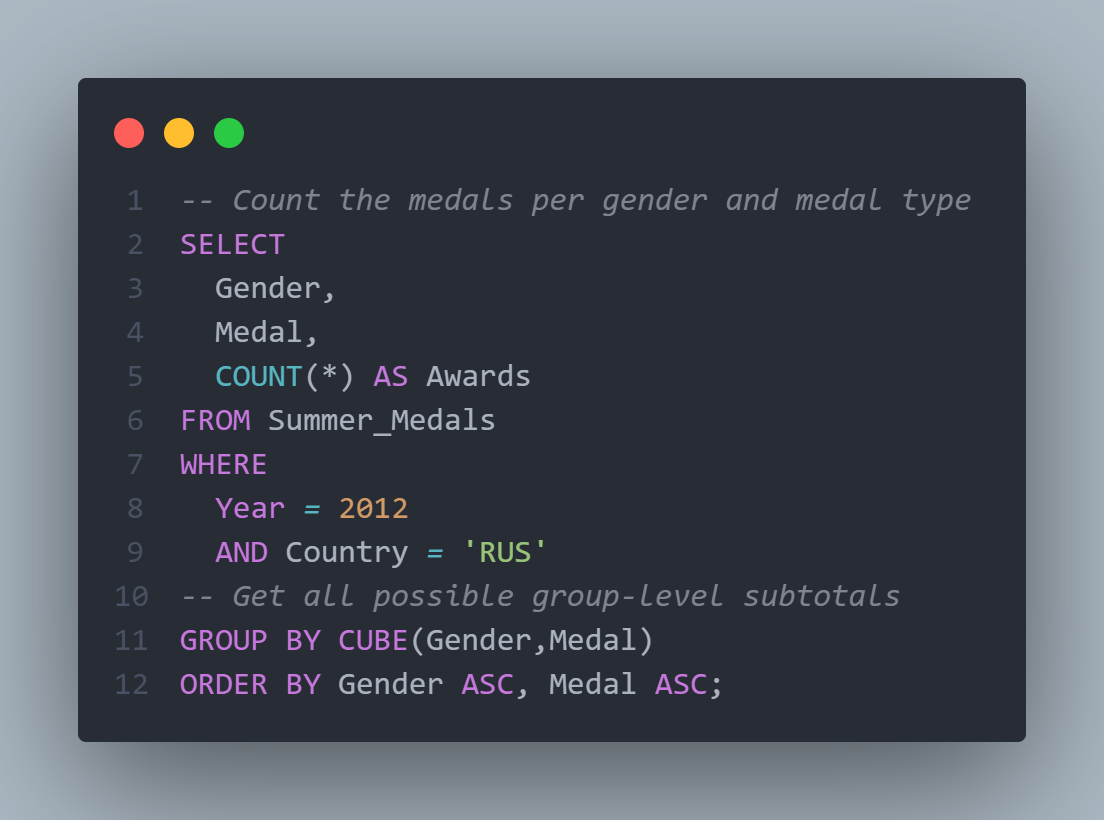 1 -- Count the medals per gender and medal type
2 SELECT
3   Gender,
4   Medal,
5   COUNT(*) AS Awards
6 FROM Summer_Medals
7 WHERE
8   Year = 2012
9   AND Country = 'RUS'
10 -- Get all possible group-level subtotals
11 GROUP BY CUBE(Gender,Medal)
12 ORDER BY Gender ASC, Medal ASC;